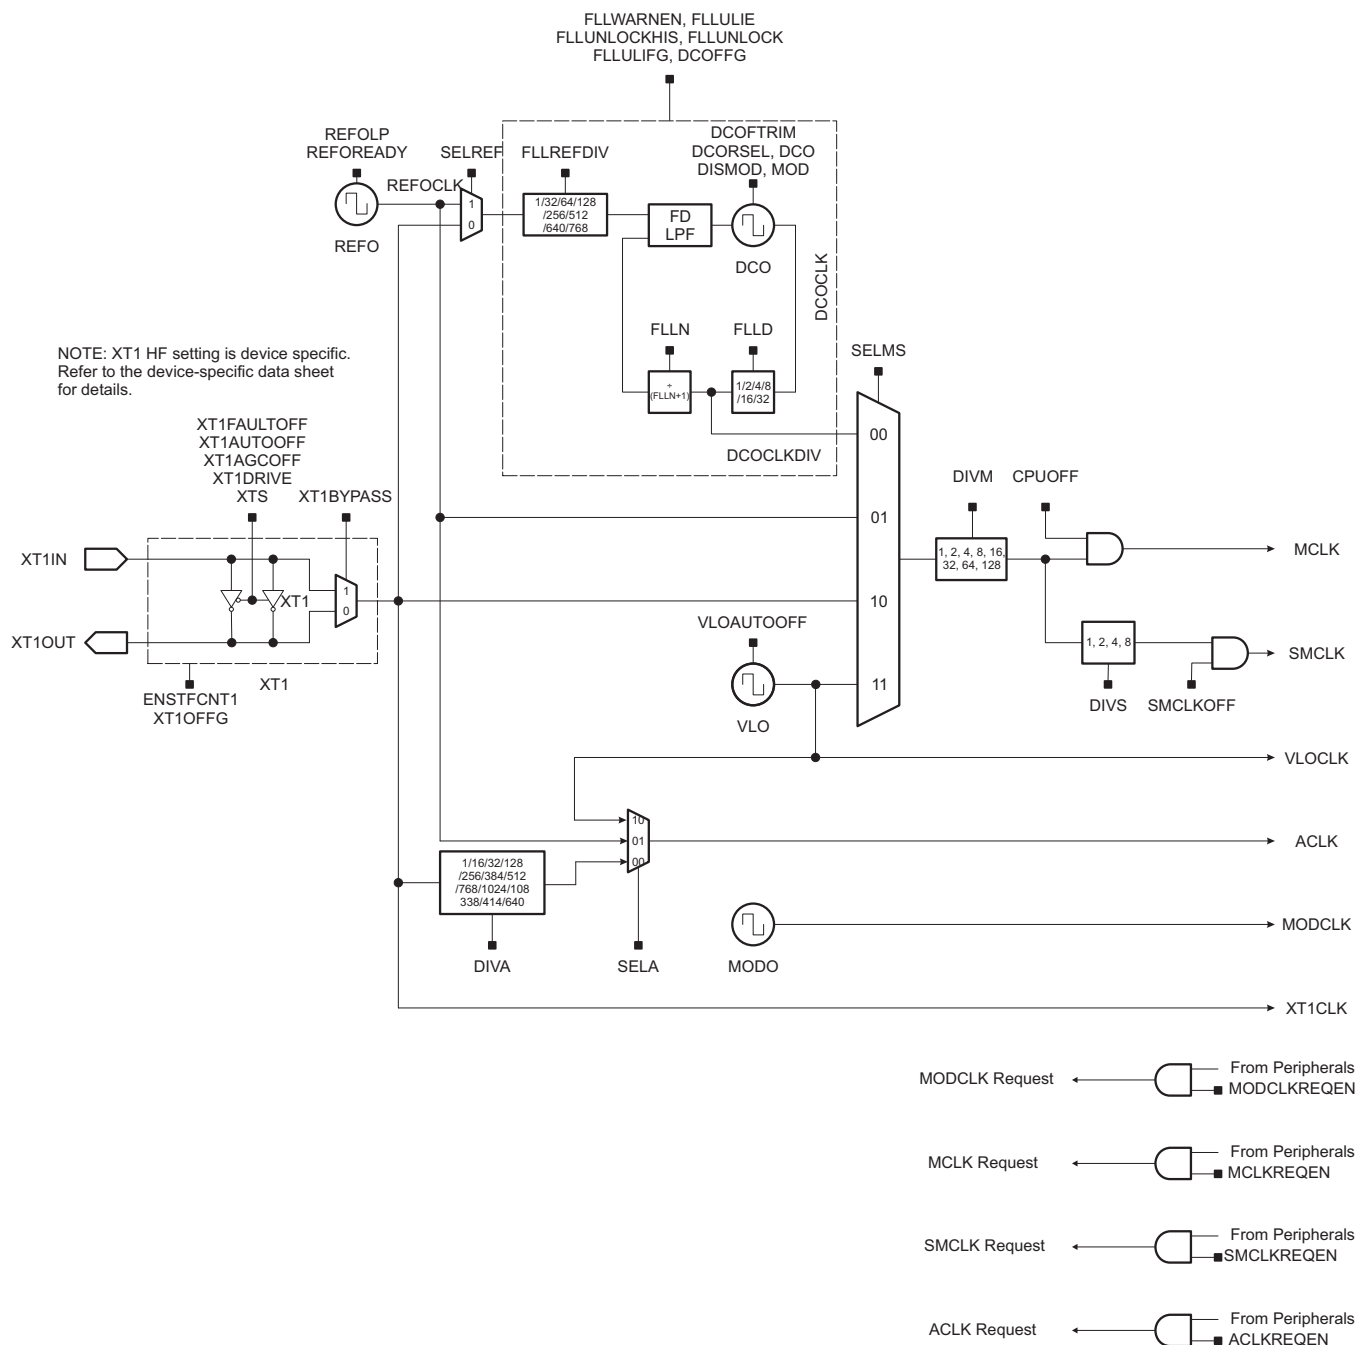 FLLWARNEN, FLLULIE
FLLUNLOCKHIS, FLLUNLOCK
FLLULIFG, DCOFFG
REFOLP
REFOREADY
SELREF
FLLREFDIV
DCOFTRIM
DCORSEL, DCO
DISMOD, MOD
REFOCLK
1
0
1/32/64/128
/256/512
/640/768
FD
LPF
REFO
DCO
DCOCLK
FLLN
FLLD
÷
(FLLN+1)
1/2/4/8
/16/32
DCOCLKDIV
SELMS
NOTE: XT1 HF setting is device specific.
Refer to the device-specific data sheet
for details.
00
01
10
11
XT1FAULTOFF
XT1AUTOOFF
XT1AGCOFF
XT1DRIVE
XTS
XT1BYPASS
XT1IN
XT1OUT
XT1
1
0
ENSTFCNT1
XT1OFFG
XT1
DIVM
CPUOFF
1, 2, 4, 8, 16,
32, 64, 128
MCLK
VLOAUTOOFF
VLO
1, 2, 4, 8
DIVS
SMCLKOFF
SMCLK
VLOCLK
10
01
00
ACLK
1/16/32/128
/256/384/512
/768/1024/108
338/414/640
DIVA
SELA
MODO
MODCLK
XT1CLK
MODCLK Request
From Peripherals
MODCLKREQEN
MCLK Request
From Peripherals
MCLKREQEN
SMCLK Request
From Peripherals
SMCLKREQEN
ACLK Request
From Peripherals
ACLKREQEN